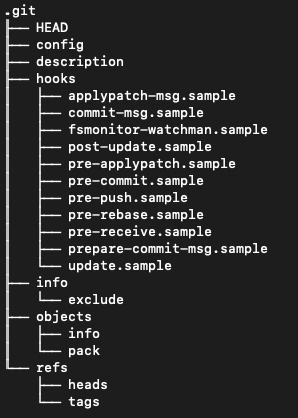 .git
├── HEAD
├── config
├── description
├── hooks
│   ├── applypatch-msg.sample
│   ├── commit-msg.sample
│   ├── fsmonitor-watchman.sample
│   ├── post-update.sample
│   ├── pre-applypatch.sample
│   ├── pre-commit.sample
│   ├── pre-push.sample
│   ├── pre-rebase.sample
│   ├── pre-receive.sample
│   ├── prepare-commit-msg.sample
│   └── update.sample
├── info
│   └── exclude
├── objects
│   ├── info
│   └── pack
└── refs
    ├── heads
    └── tags